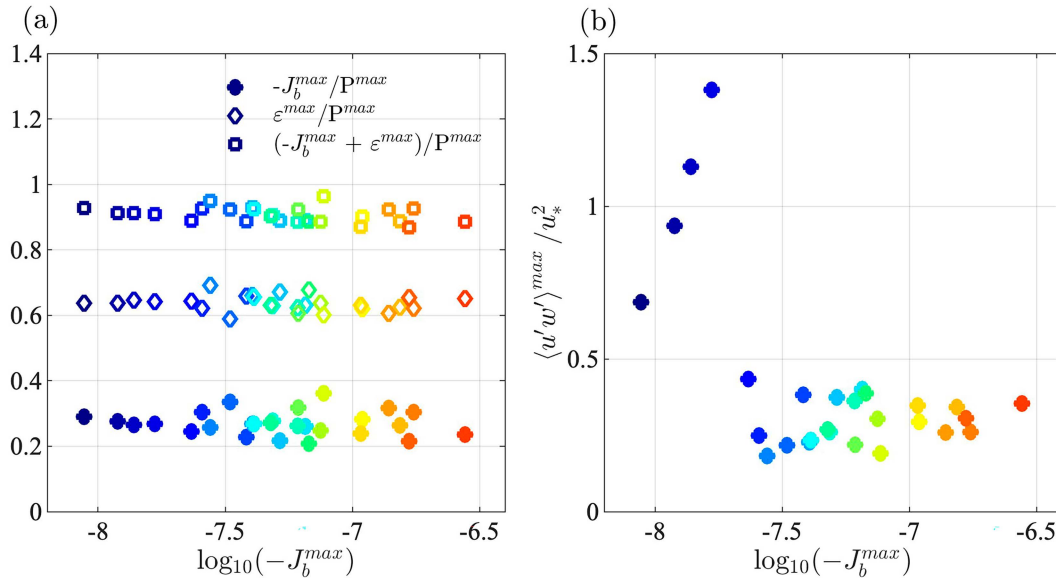 (a)
(b)
1.4
1.2
1
0.8
0.6
0.4
0.2
0
-J_b^{max}/P^{max}
ε^{max}/P^{max}
(-J_b^{max} + ε^{max})/P^{max}
-8
-7.5
-7
-6.5
log₁₀(−J_b^{max})
1.5
1
0.5
0
⟨u′w′⟩^{max}/u_*^2
-8
-7.5
-7
-6.5
log₁₀(−J_b^{max})